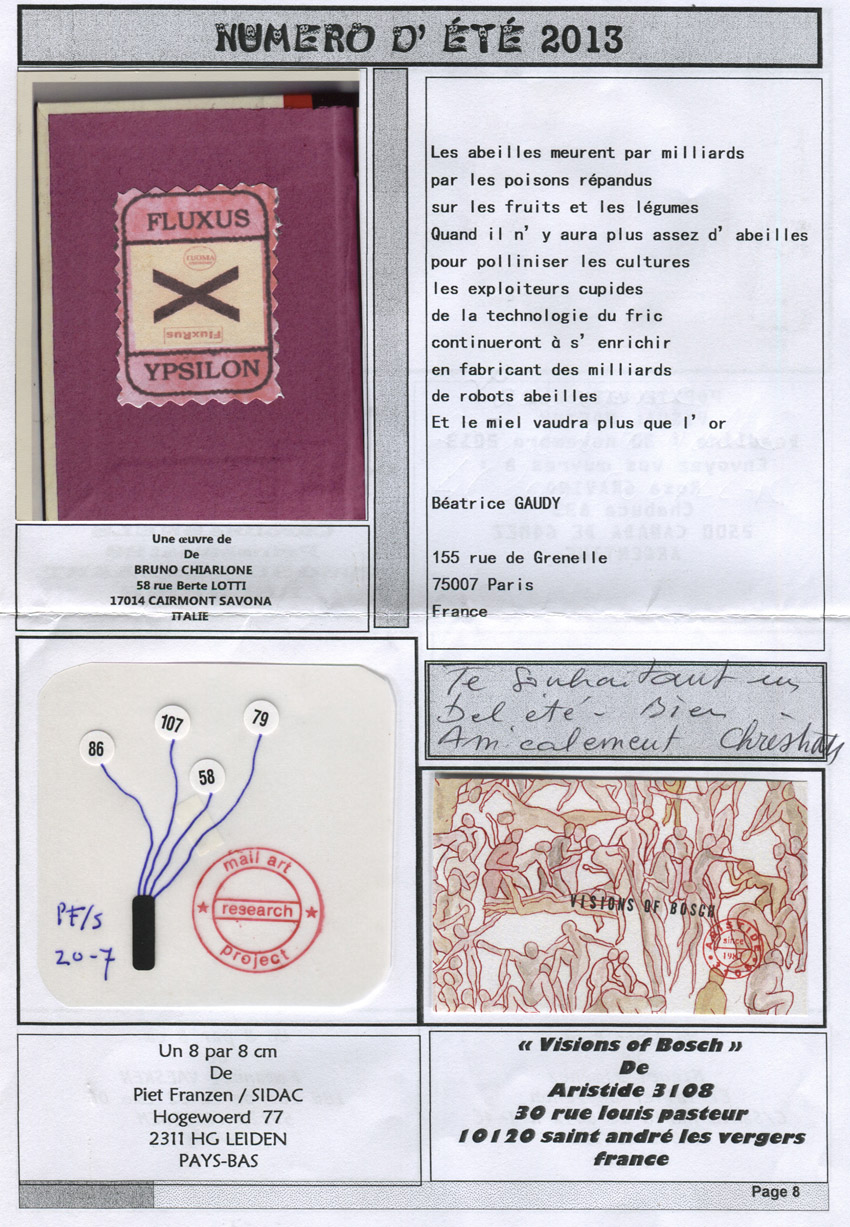 NUMERO D' ÉTÉ 2013
FLUXUS
X
FluxRus
YPSILON
Une œuvre de
De
BRUNO CHIARLONE
58 rue Berte LOTTI
17014 CAIRMONT SAVONA
ITALIE
Les abeilles meurent par milliards
par les poisons répandus
sur les fruits et les légumes
Quand il n' y aura plus assez d' abeilles
pour polliniser les cultures
les exploiteurs cupides
de la technologie du fric
continueront à s' enrichir
en fabricant des milliards
de robots abeilles
Et le miel vaudra plus que l' or
Béatrice GAUDY
155 rue de Grenelle
75007 Paris
France
Te souhaitant un
bel été - Bien
Amicalement
86
107
79
58
PF/s
20-7
mail art
research
project
VISIONS OF BOSCH
ARISTIDE
since
Un 8 par 8 cm
De
Piet Franzen / SIDAC
Hogewoerd 77
2311 HG LEIDEN
PAYS-BAS
« Visions of Bosch »
De
Aristide 3108
30 rue louis pasteur
10120 saint andré les vergers
france
Page 8